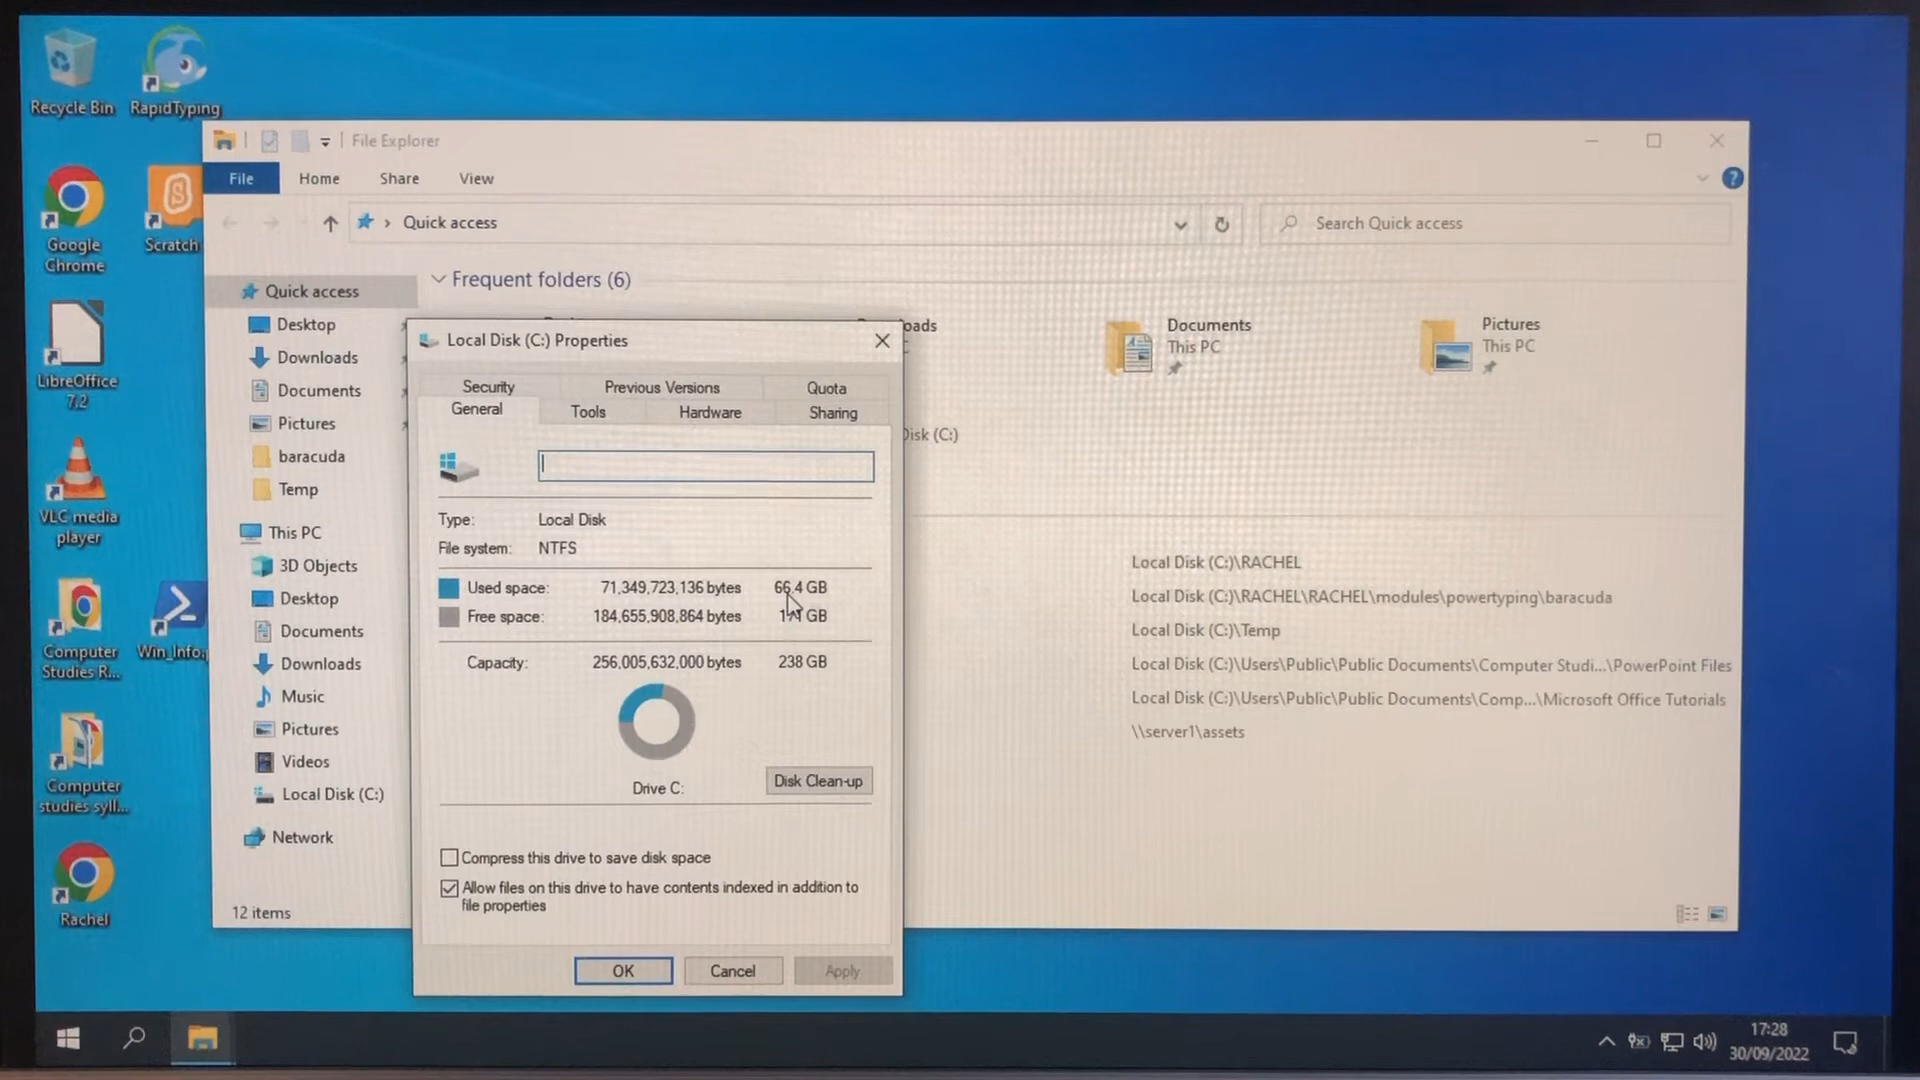 Recycle Bin
RapidTyping
Google
Chrome
Scratch
LibreOffice
7.2
VLC media
player
Computer
Studies R...
Win_Info.p
Computer
studies syll...
Rachel
File Explorer
File
Home
Share
View
?
Quick access
Search Quick access
Quick access
Desktop
Downloads
Documents
Pictures
baracuda
Temp
This PC
3D Objects
Desktop
Documents
Downloads
Music
Pictures
Videos
Local Disk (C:)
Network
12 items
Frequent folders (6)
Documents
This PC
Pictures
This PC
Disk (C:)
Local Disk (C:)\RACHEL
Local Disk (C:)\RACHEL\RACHEL\modules\powertyping\baracuda
Local Disk (C:)\Temp
Local Disk (C:)\Users\Public\Public Documents\Computer Studi...\PowerPoint Files
Local Disk (C:)\Users\Public\Public Documents\Comp...\Microsoft Office Tutorials
\\server1\assets
Local Disk (C:) Properties
Security
Previous Versions
Quota
General
Tools
Hardware
Sharing
Type: Local Disk
File system: NTFS
Used space: 71,349,723,136 bytes 66.4 GB
Free space: 184,655,908,864 bytes GB
Capacity: 256,005,632,000 bytes 238 GB
Drive C:
Disk Clean-up
Compress this drive to save disk space
Allow files on this drive to have contents indexed in addition to
file properties
OK
Cancel
Apply
17:28
30/09/2022